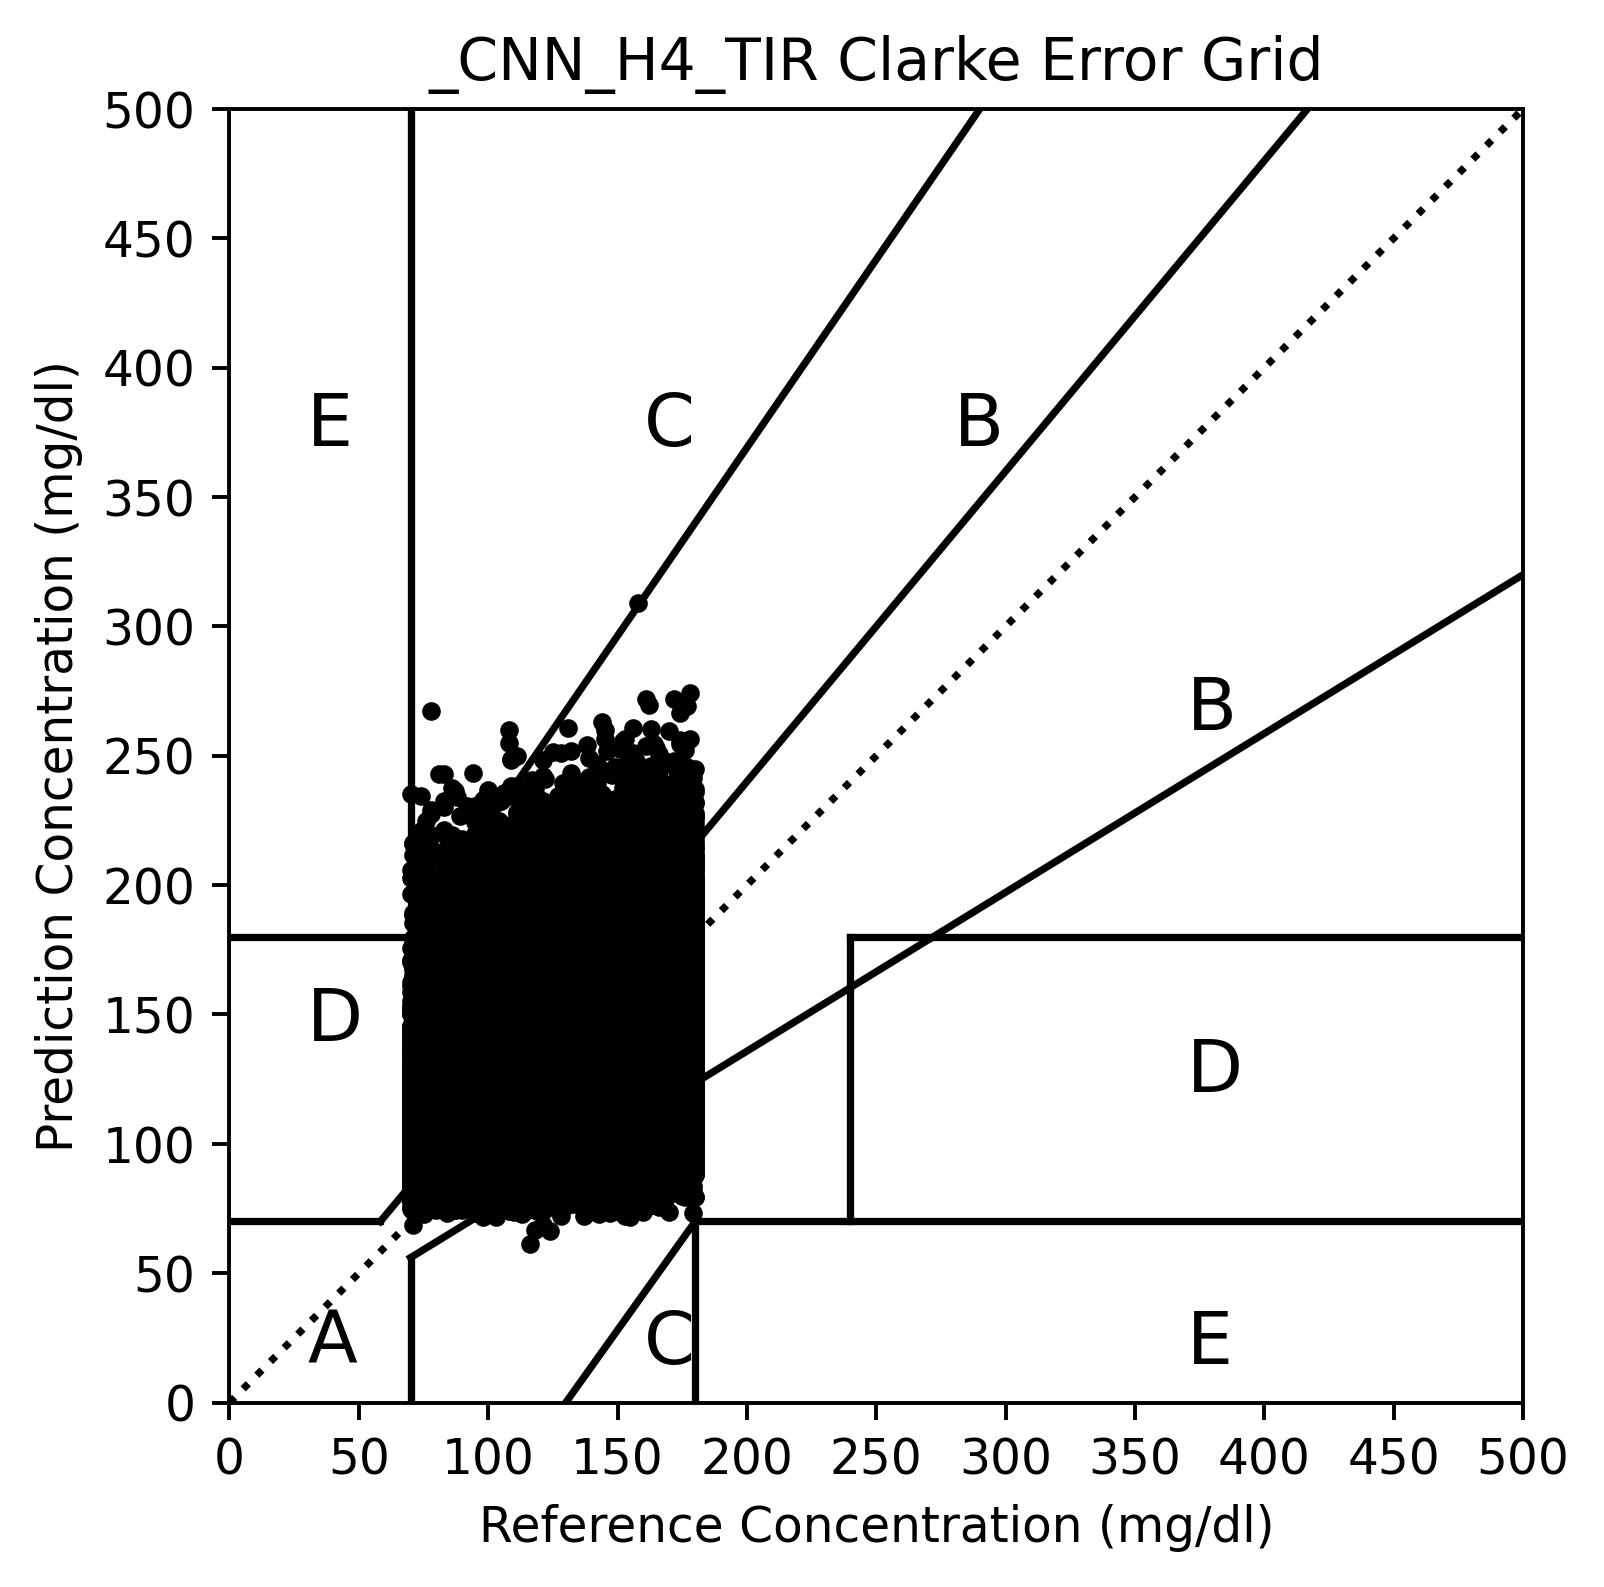 _CNN_H4_TIR Clarke Error Grid
500
450
400
350
300
250
200
150
100
50
0
Prediction Concentration (mg/dl)
E
C
B
B
D
D
A
C
E
0 50 100 150 200 250 300 350 400 450 500
Reference Concentration (mg/dl)